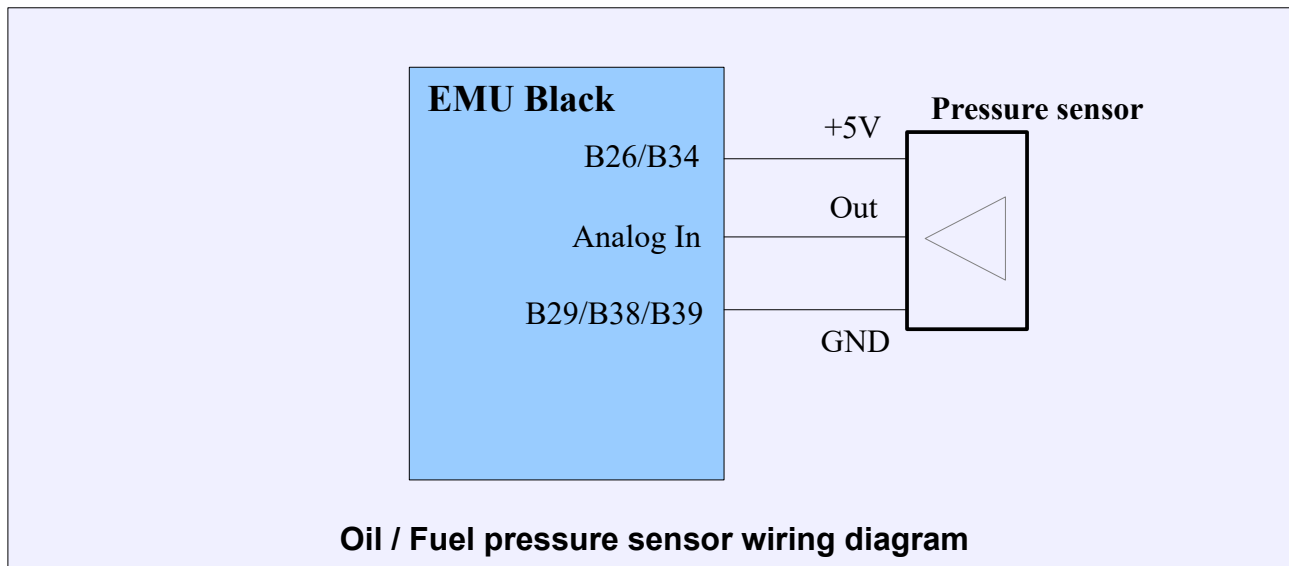 EMU Black
Pressure sensor
+5V
B26/B34
Out
Analog In
B29/B38/B39
GND
Oil / Fuel pressure sensor wiring diagram